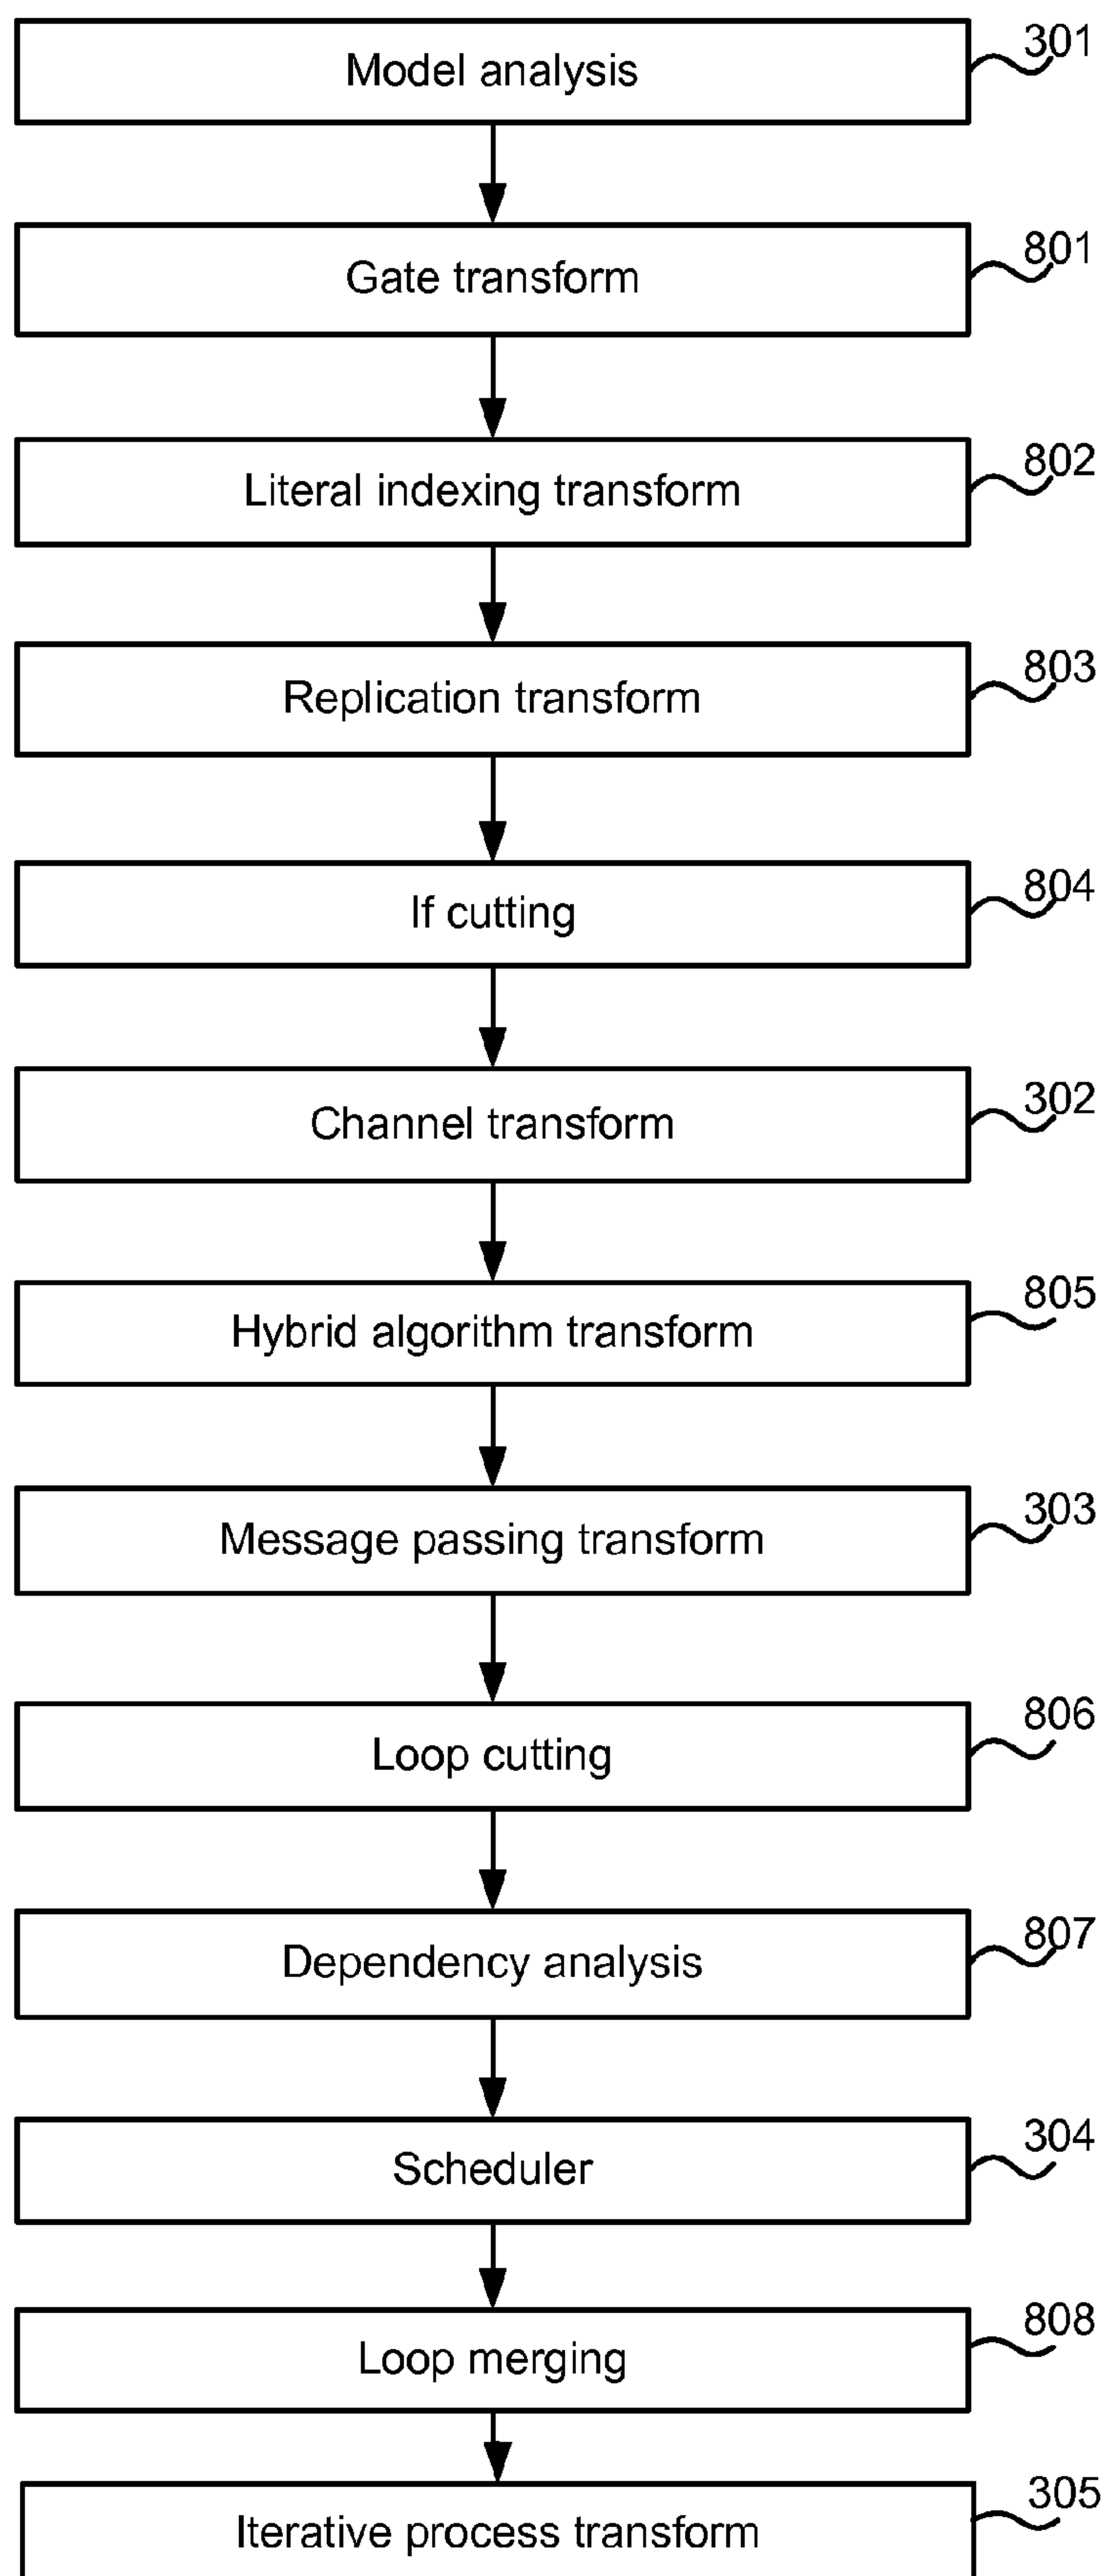 Model analysis 301
Gate transform 801
Literal indexing transform 802
Replication transform 803
If cutting 804
Channel transform 302
Hybrid algorithm transform 805
Message passing transform 303
Loop cutting 806
Dependency analysis 807
Scheduler 304
Loop merging 808
Iterative process transform 305